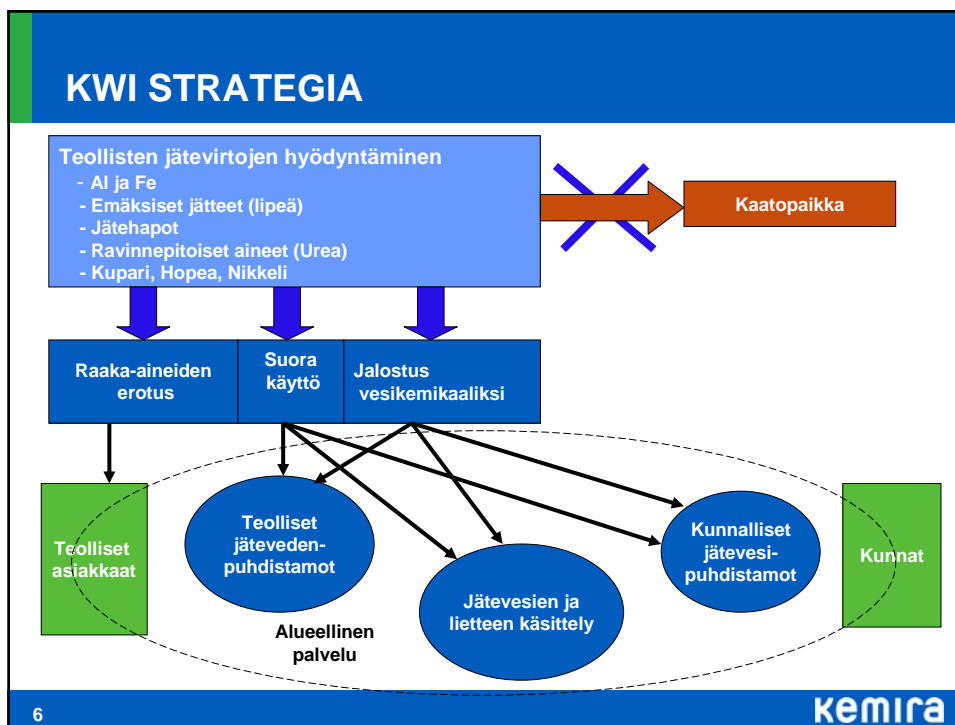 KWI STRATEGIA
Teollisten jätevirtojen hyödyntäminen
- Al ja Fe
- Emäksiset jätteet (lipeä)
- Jätehapot
- Ravinnepitoiset aineet (Urea)
- Kupari, Hopea, Nikkeli
Kaatopaikka
Raaka-aineiden
erotus
Suora
käyttö
Jalostus
vesikemikaaliksi
Teolliset
asiakkaat
Teolliset
jäteveden-
puhdistamot
Jätevesien ja
lietteen käsittely
Kunnalliset
jätevesi-
puhdistamot
Kunnat
Alueellinen
palvelu
6
kemira